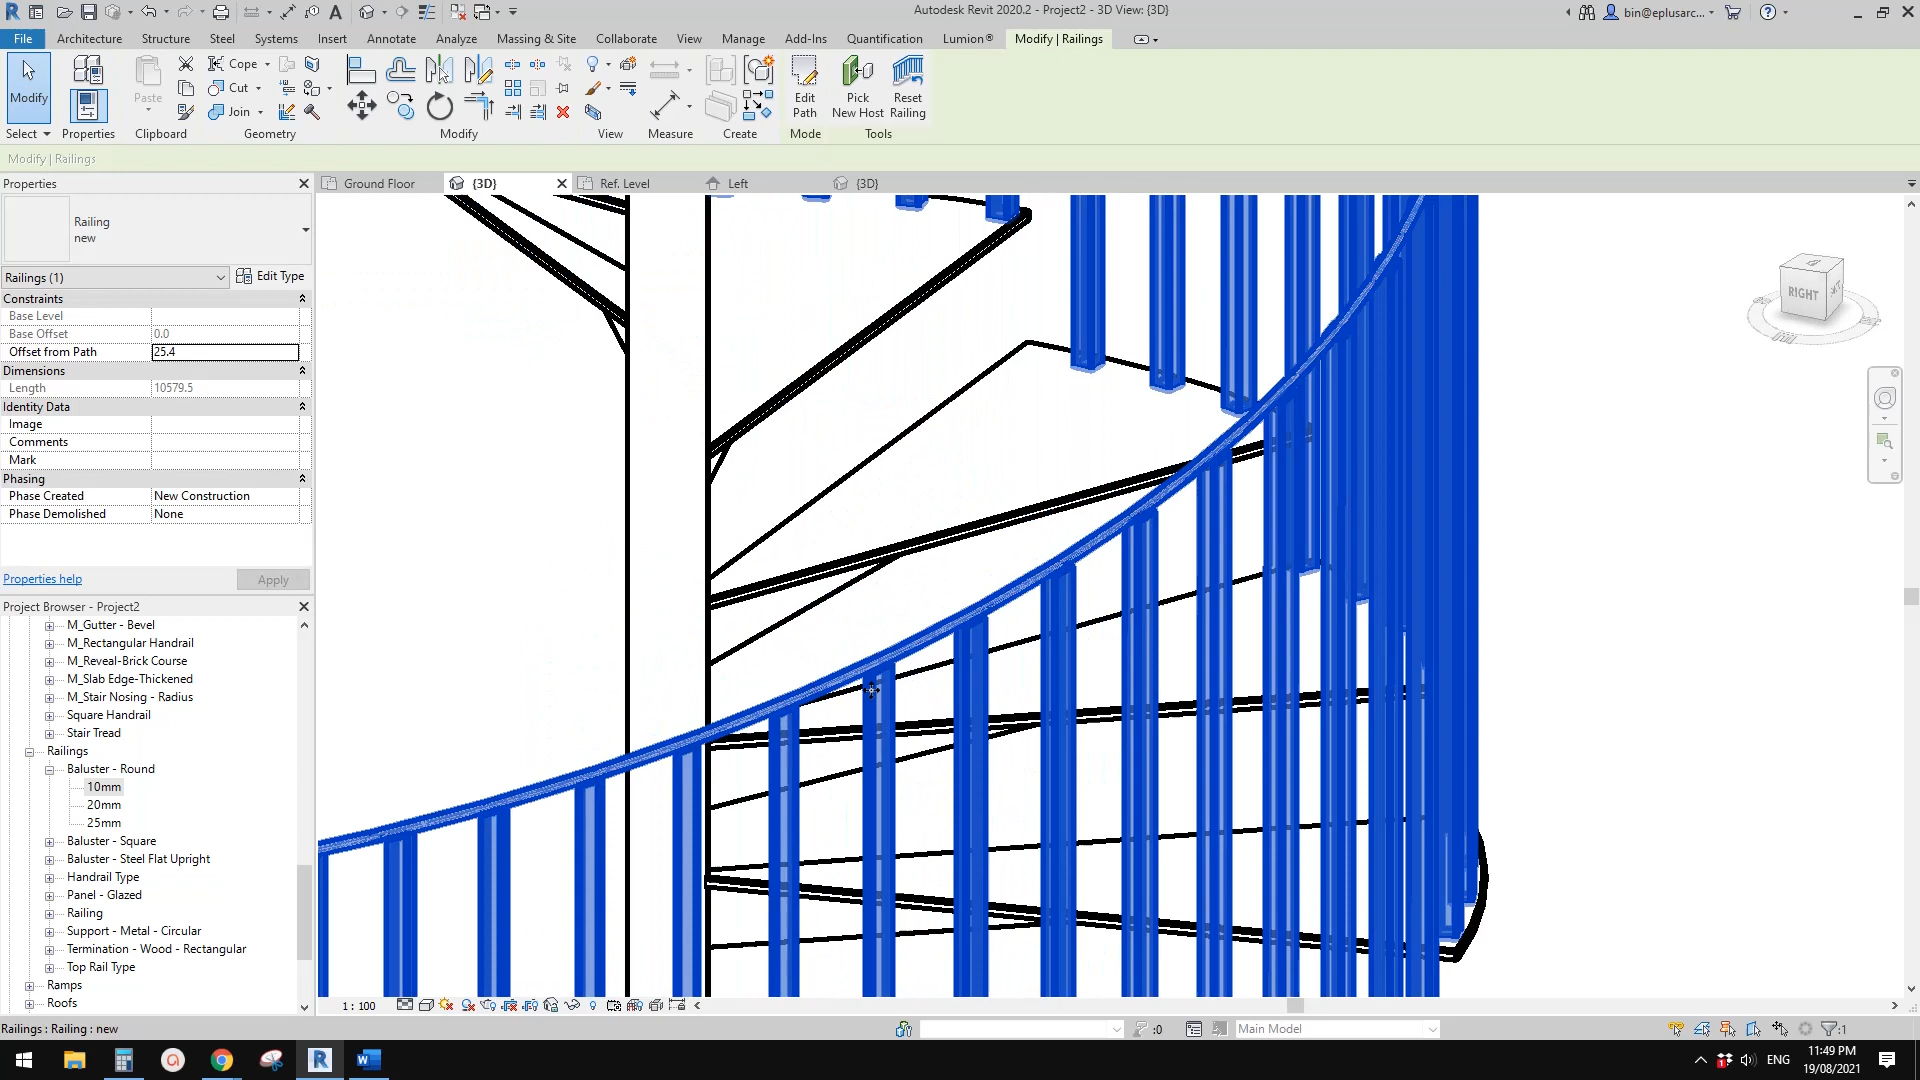 Autodesk Revit 2020.2 - Project2 - 3D View: {3D}
bin@eplusarc...
File Architecture Structure Steel Systems Insert Annotate Analyze Massing & Site Collaborate View Manage Add-Ins Quantification Lumion® Modify | Railings
Modify
Paste
Cope
Cut
Join
Edit Path
Pick New Host
Reset Railing
Select Properties Clipboard Geometry Modify View Measure Create Mode Tools
Modify | Railings
Properties
Ground Floor
{3D}
Ref. Level
Left
{3D}
Railing
new
Railings (1)
Edit Type
Constraints
Base Level
Base Offset 0.0
Offset from Path 25.4
Dimensions
Length 10579.5
Identity Data
Image
Comments
Mark
Phasing
Phase Created New Construction
Phase Demolished None
Properties help
Apply
RIGHT
Project Browser - Project2
M_Gutter - Bevel
M_Rectangular Handrail
M_Reveal-Brick Course
M_Slab Edge-Thickened
M_Stair Nosing - Radius
Square Handrail
Stair Tread
Railings
Baluster - Round
10mm
20mm
25mm
Baluster - Square
Baluster - Steel Flat Upright
Handrail Type
Panel - Glazed
Railing
Support - Metal - Circular
Termination - Wood - Rectangular
Top Rail Type
Ramps
Roofs
1 : 100
Railings : Railing : new
:0
Main Model
:1
ENG
11:49 PM
19/08/2021